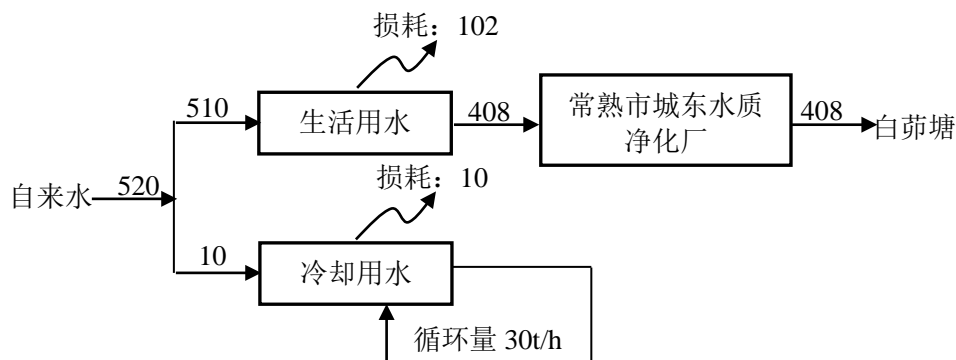 损耗：102
510
生活用水
408
常熟市城东水质
净化厂
408
白茆塘
自来水
520
损耗：10
10
冷却用水
循环量 30t/h